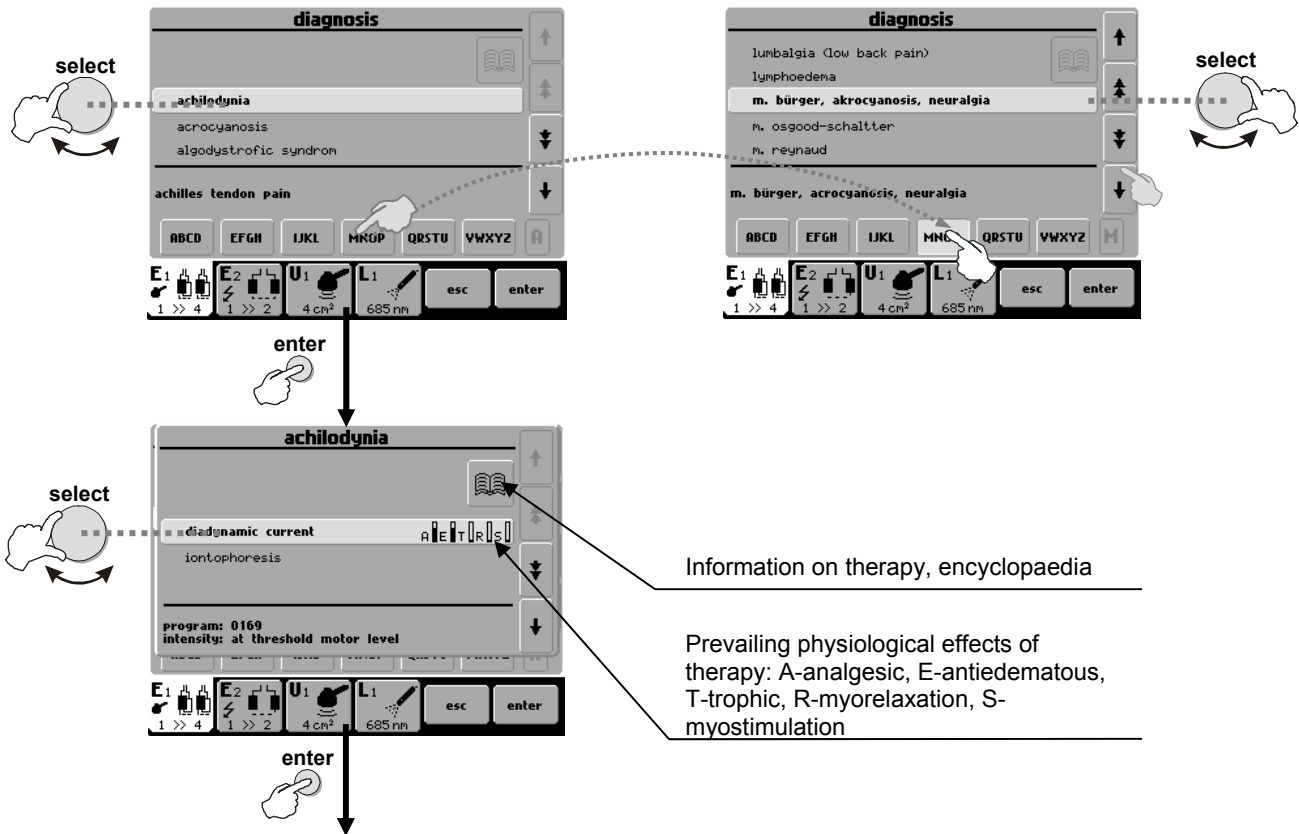 diagnosis
select
achilodynia
acrocyanosis
algodystrofic syndrom
achilles tendon pain
ABCD EFGH IJKL MNOP QRSTU VWXYZ A
E1 E2 U1 L1 esc enter
1 >> 4 1 >> 2 4 cm² 685 nm
enter
diagnosis
select
lumbalgia (low back pain)
lymphoedema
m. bürger, akrocyanosis, neuralgia
m. osgood-schaltter
m. reynaud
m. bürger, acrocyanosis, neuralgia
ABCD EFGH IJKL QRSTU VWXYZ M
E1 E2 U1 L1 esc enter
1 >> 4 1 >> 2 4 cm² 685 nm
achilodynia
select
diadynamic current A E T R S
iontophoresis
program: 0169
intensity: at threshold motor level
E1 E2 U1 L1 esc enter
1 >> 4 1 >> 2 4 cm² 685 nm
enter
Information on therapy, encyclopaedia
Prevailing physiological effects of
therapy: A-analgesic, E-antiedematous,
T-trophic, R-myorelaxation, S-
myostimulation